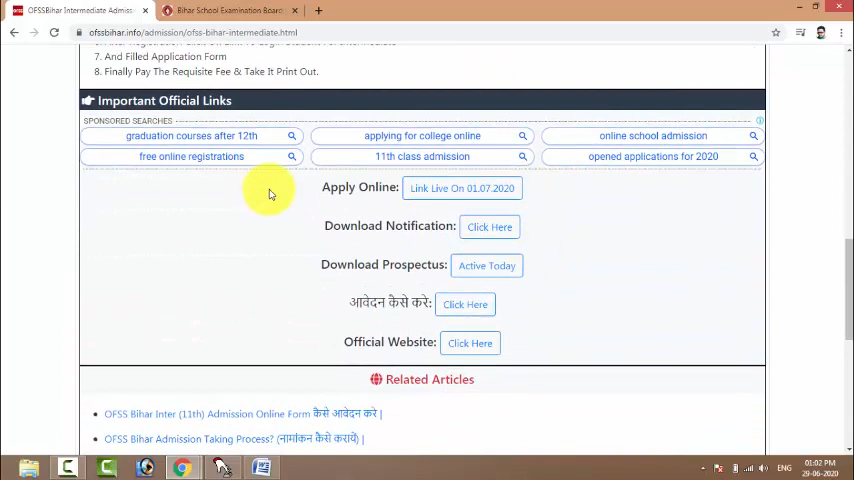 OFSSBihar Intermediate Admiss
Bihar School Examination Board
ofssbihar.info/admission/ofss-bihar-intermediate.html
7. And Filled Application Form
8. Finally Pay The Requisite Fee & Take It Print Out.
Important Official Links
SPONSORED SEARCHES
graduation courses after 12th
applying for college online
online school admission
free online registrations
11th class admission
opened applications for 2020
Apply Online: Link Live On 01.07.2020
Download Notification: Click Here
Download Prospectus: Active Today
आवेदन कैसे करे: Click Here
Official Website: Click Here
Related Articles
OFSS Bihar Inter (11th) Admission Online Form कैसे आवेदन करे |
OFSS Bihar Admission Taking Process? (नामांकन कैसे करायें) |
ENG
01:02 PM
29-06-2020